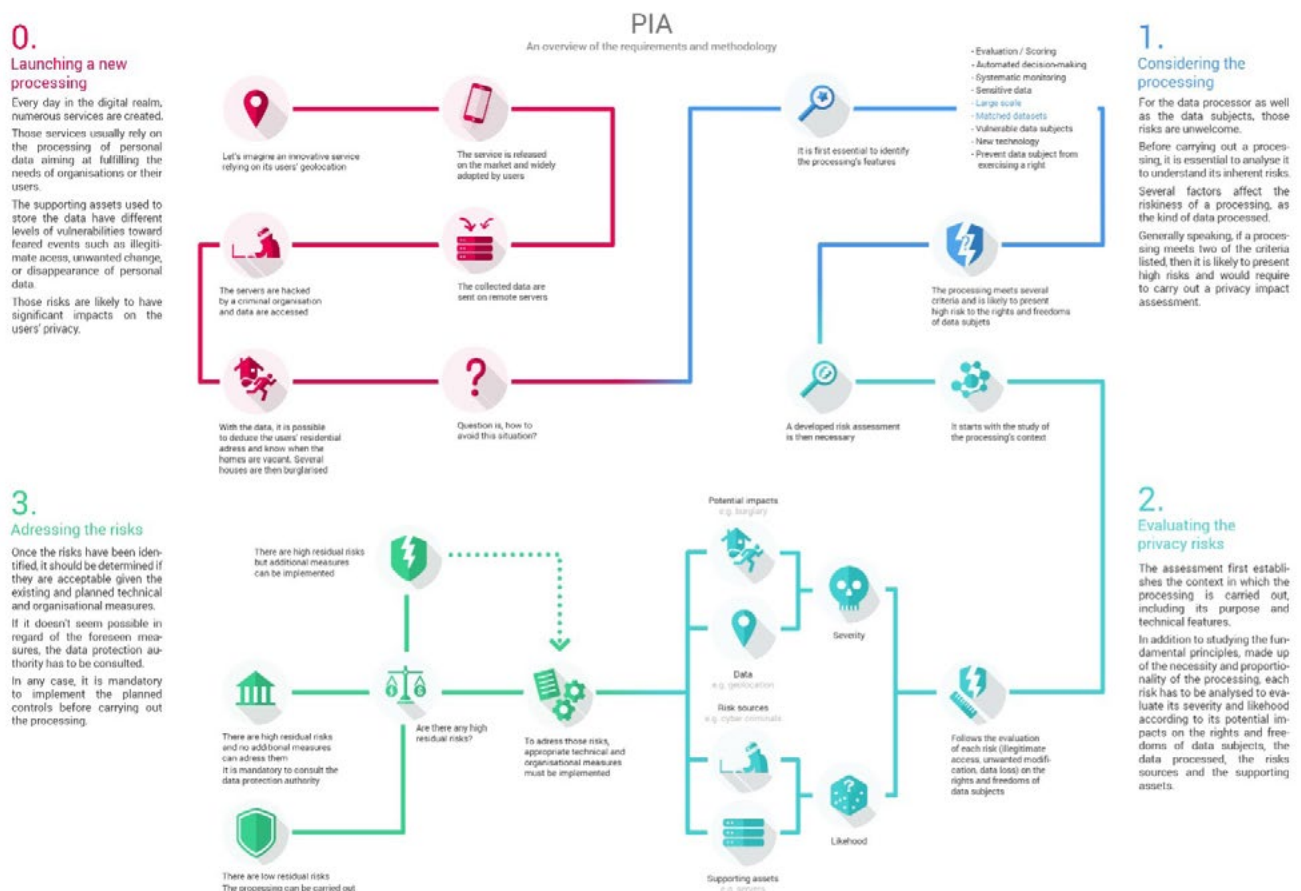 PIA
An overview of the requirements and methodology
0.
Launching a new
processing
Every day in the digital realm,
numerous services are created.
Those services usually rely on
the processing of personal
data aiming at fulfilling the
needs of organisations or their
users.
The supporting assets used to
store the data have different
levels of vulnerabilities toward
feared events such as illegiti-
mate acess, unwanted change,
or disappearance of personal
data.
Those risks are likely to have
significant impacts on the
users' privacy.
Let's imagine an innovative service
relying on its users' geolocation
The service is released
on the market and widely
adopted by users
The collected data are
sent on remote servers
The servers are hacked
by a criminal organisation
and data are accessed
With the data, it is possible
to deduce the users' residential
adress and know when the
homes are vacant. Several
houses are then burglarised
Question is, how to
avoid this situation?
1.
Considering the
processing
For the data processor as well
as the data subjects, those
risks are unwelcome.
Before carrying out a proces-
sing, it is essential to analyse it
to understand its inherent risks.
Several factors affect the
riskiness of a processing, as
the kind of data processed.
Generally speaking, if a proces-
sing meets two of the criteria
listed, then it is likely to present
high risks and would require
to carry out a privacy impact
assessment.
It is first essential to identify
the processing's features
- Evaluation / Scoring
- Automated decision-making
- Systematic monitoring
- Sensitive data
- Large scale
- Matched datasets
- Vulnerable data subjects
- New technology
- Prevent data subject from
exercising a right
The processing meets several
criteria and is likely to present
high risk to the rights and freedoms
of data subjets
A developed risk assessment
is then necessary
It starts with the study of
the processing's context
2.
Evaluating the
privacy risks
The assessment first establi-
shes the context in which the
processing is carried out,
including its purpose and
technical features.
In addition to studying the fun-
damental principles, made up
of the necessity and proportio-
nality of the processing, each
risk has to be analysed to eva-
luate its severity and likehood
according to its potential im-
pacts on the rights and free-
doms of data subjects, the
data processed, the risks
sources and the supporting
assets.
Follows the evaluation
of each risk (illegitimate
access, unwanted modifi-
cation, data loss) on the
rights and freedoms of
data subjects
Severity
Likehood
Potential impacts
e.g. burglary
Data
e.g. geolocation
Risk sources
e.g. cyber criminals
Supporting assets
e.g. servers
3.
Adressing the risks
Once the risks have been iden-
tified, it should be determined if
they are acceptable given the
existing and planned technical
and organisational measures.
If it doesn't seem possible in
regard of the foreseen mea-
sures, the data protection au-
thority has to be consulted.
In any case, it is mandatory
to implement the planned
controls before carrying out
the processing.
To adress those risks,
appropriate technical and
organisational measures
must be implemented
Are there any high
residual risks?
There are high residual risks
but additional measures
can be implemented
There are high residual risks
and no additional measures
can adress them
It is mandatory to consult the
data protection authority
There are low residual risks
The processing can be carried out